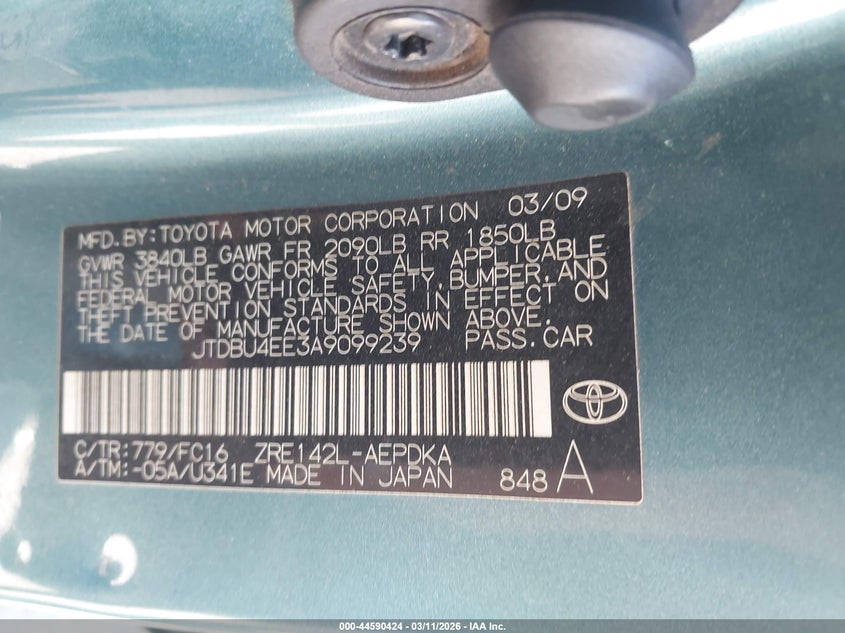 MFD.BY:TOYOTA MOTOR CORPORATION 03/09
GVWR 3840LB GAWR FR 2090LB RR 1850LB
THIS VEHICLE CONFORMS TO ALL APPLICABLE
FEDERAL MOTOR VEHICLE SAFETY,BUMPER,AND
THEFT PREVENTION STANDARDS IN EFFECT ON
THE DATE OF MANUFACTURE SHOWN ABOVE.
JTDBU4EE3A9099239 PASS.CAR
C/TR:779/FC16 ZRE142L-AEPDKA
A/TM:-05A/U341E MADE IN JAPAN 848 A
000-44590424 - 03/11/2026 - IAA Inc.